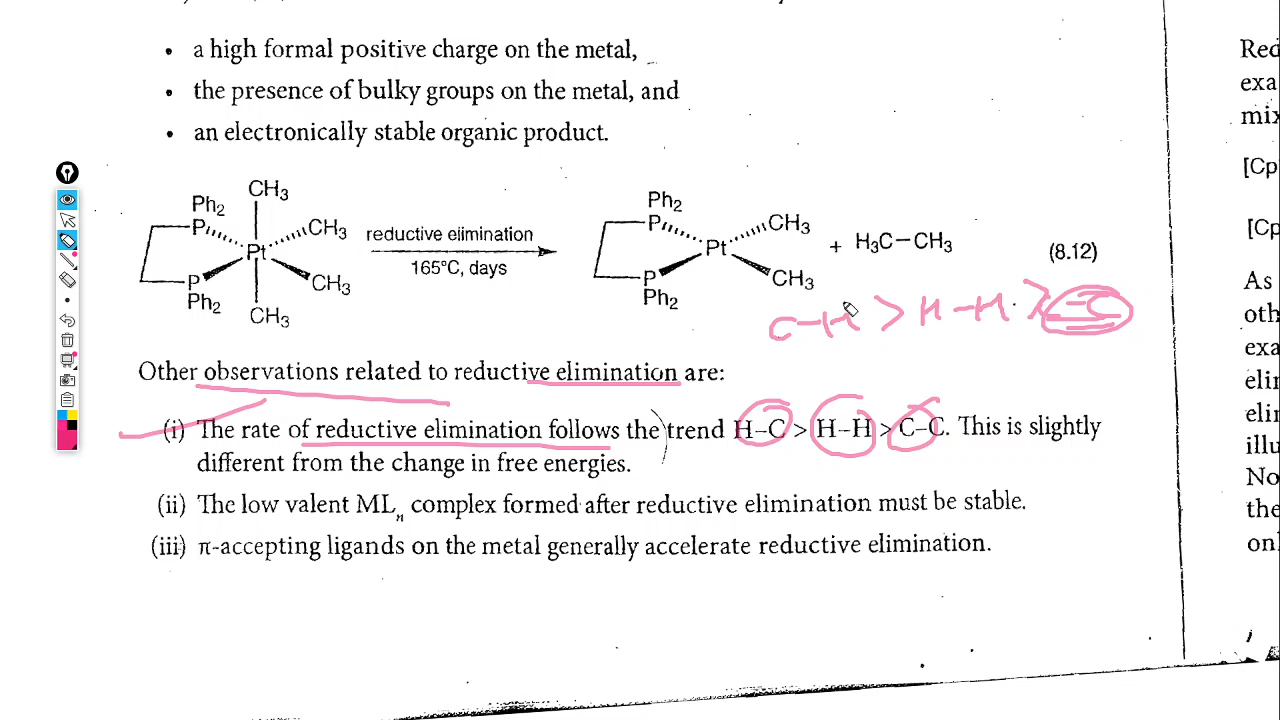 • a high formal positive charge on the metal,
• the presence of bulky groups on the metal, and
• an electronically stable organic product.
Ph₂ P P Ph₂ Pt CH₃ CH₃ CH₃ CH₃
reductive elimination
165°C, days
Ph₂ P P Ph₂ Pt CH₃ CH₃ + H₃C–CH₃ (8.12)
C–H > H–H >
Other observations related to reductive elimination are:
(i) The rate of reductive elimination follows the trend H–C > H–H > C–C. This is slightly
different from the change in free energies.
(ii) The low valent MLₙ complex formed after reductive elimination must be stable.
(iii) π-accepting ligands on the metal generally accelerate reductive elimination.
Red
exa
mix
[Cp
[Cp
As
oth
exa
elin
elin
illu
No
the
onl